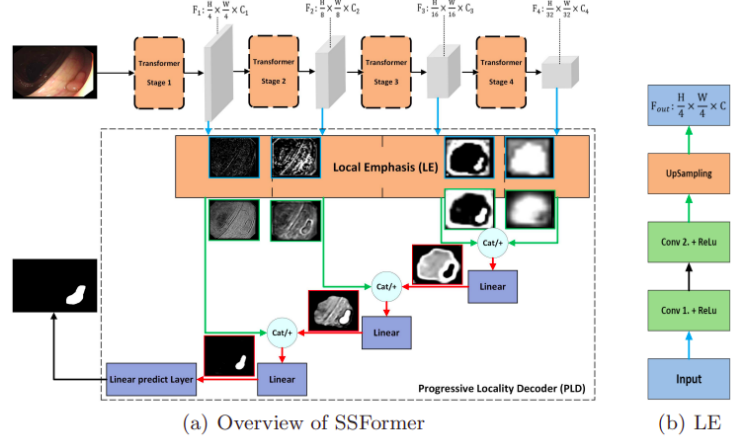 F₁: H/4 × W/4 × C₁
F₂: H/8 × W/8 × C₂
F₃: H/16 × W/16 × C₃
F₄: H/32 × W/32 × C₄
Transformer
Stage 1
Transformer
Stage 2
Transformer
Stage 3
Transformer
Stage 4
Local Emphasis (LE)
Cat/+
Linear
Cat/+
Linear
Cat/+
Linear
Linear predict Layer
Progressive Locality Decoder (PLD)
(a) Overview of SSFormer
Fₒᵤₜ: H/4 × W/4 × C
UpSampling
Conv 2. + ReLu
Conv 1. + ReLu
Input
(b) LE